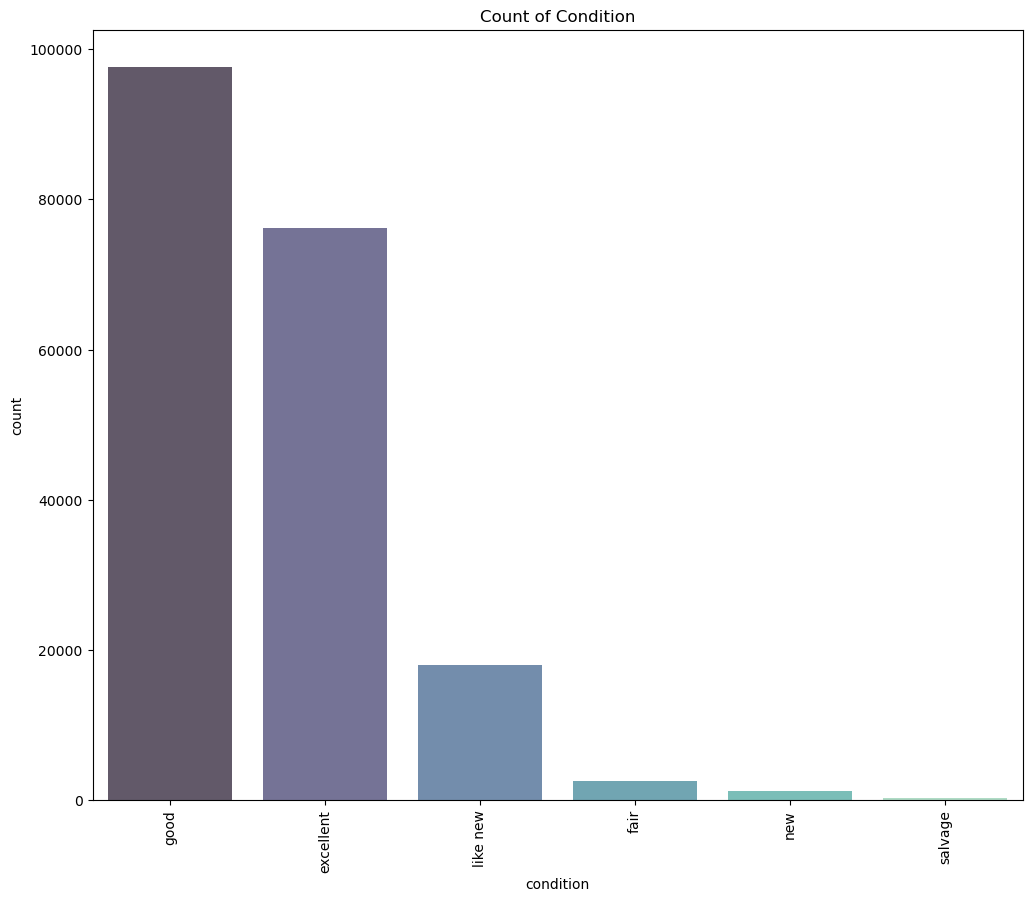 Count of Condition
100000
80000
60000
40000
20000
0
count
good
excellent
like new
fair
new
salvage
condition